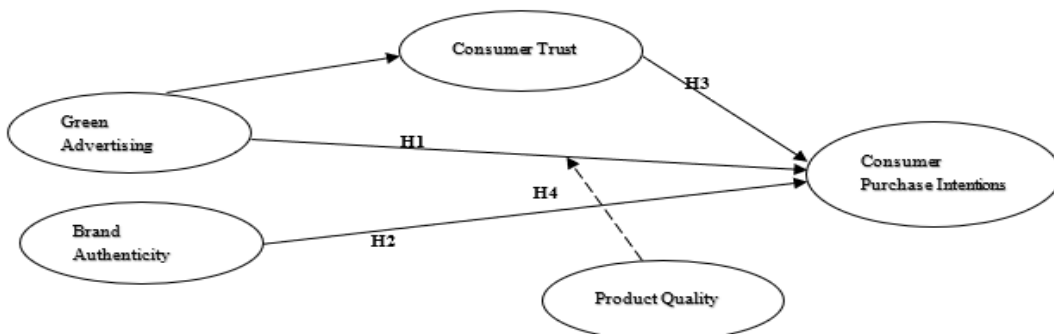 Consumer Trust
H3
Green
Advertising
H1
Consumer
Purchase Intentions
H4
Brand
Authenticity
H2
Product Quality